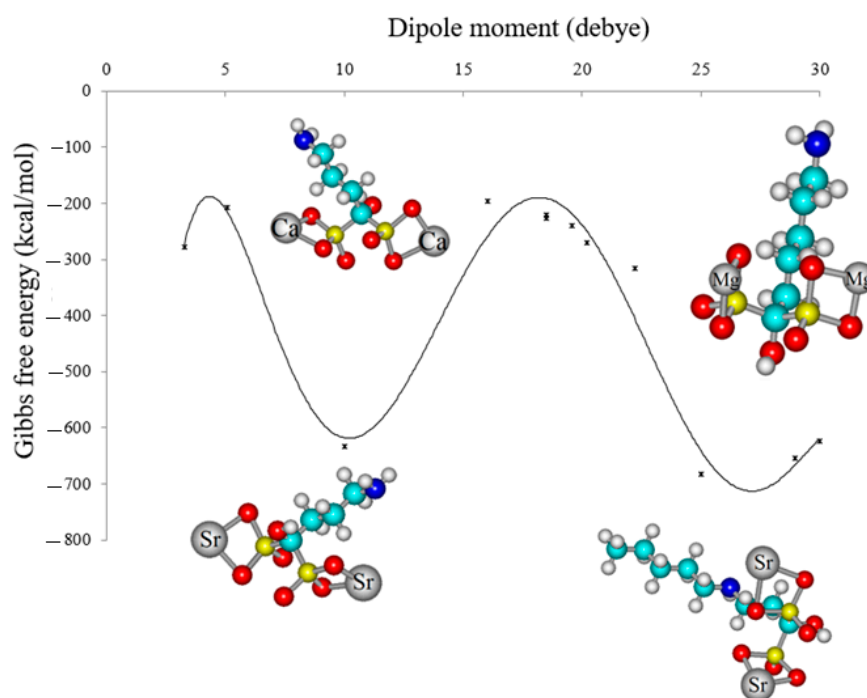 Dipole moment (debye)
0 5 10 15 20 25 30
Gibbs free energy (kcal/mol)
0
−100
−200
−300
−400
−500
−600
−700
−800
Ca Ca
Mg Mg
Sr Sr
Sr
Sr